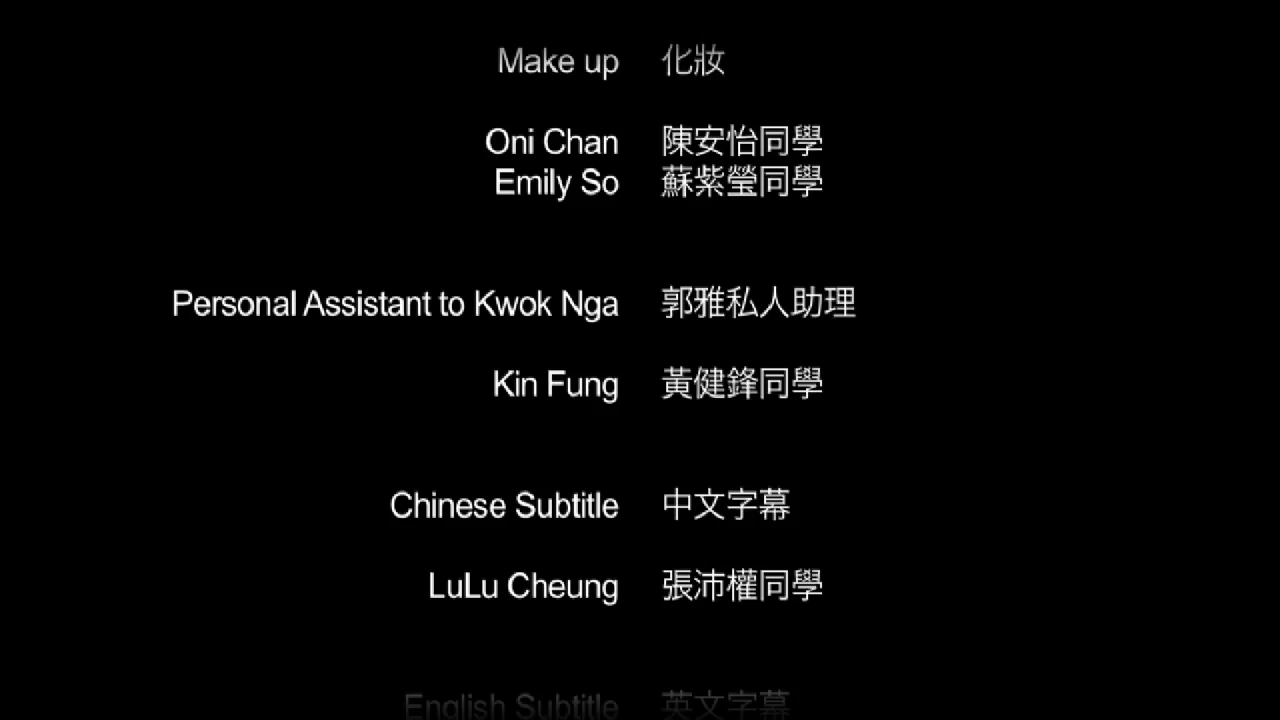 Make up 化妝
Oni Chan 陳安怡同學
Emily So 蘇紫瑩同學
Personal Assistant to Kwok Nga 郭雅私人助理
Kin Fung 黃健鋒同學
Chinese Subtitle 中文字幕
LuLu Cheung 張沛權同學
English Subtitle 英文字幕